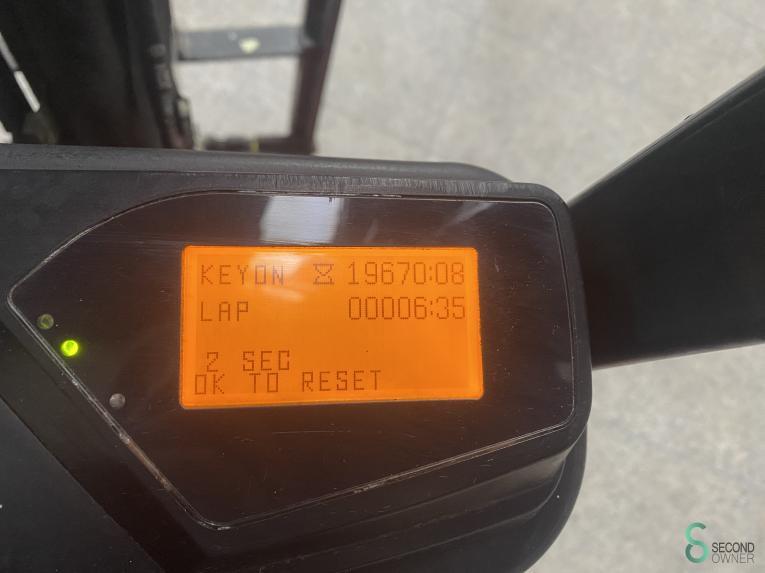 KEYON 19670:08
LAP 00006:35
2 SEC
OK TO RESET
SECOND
OWNER